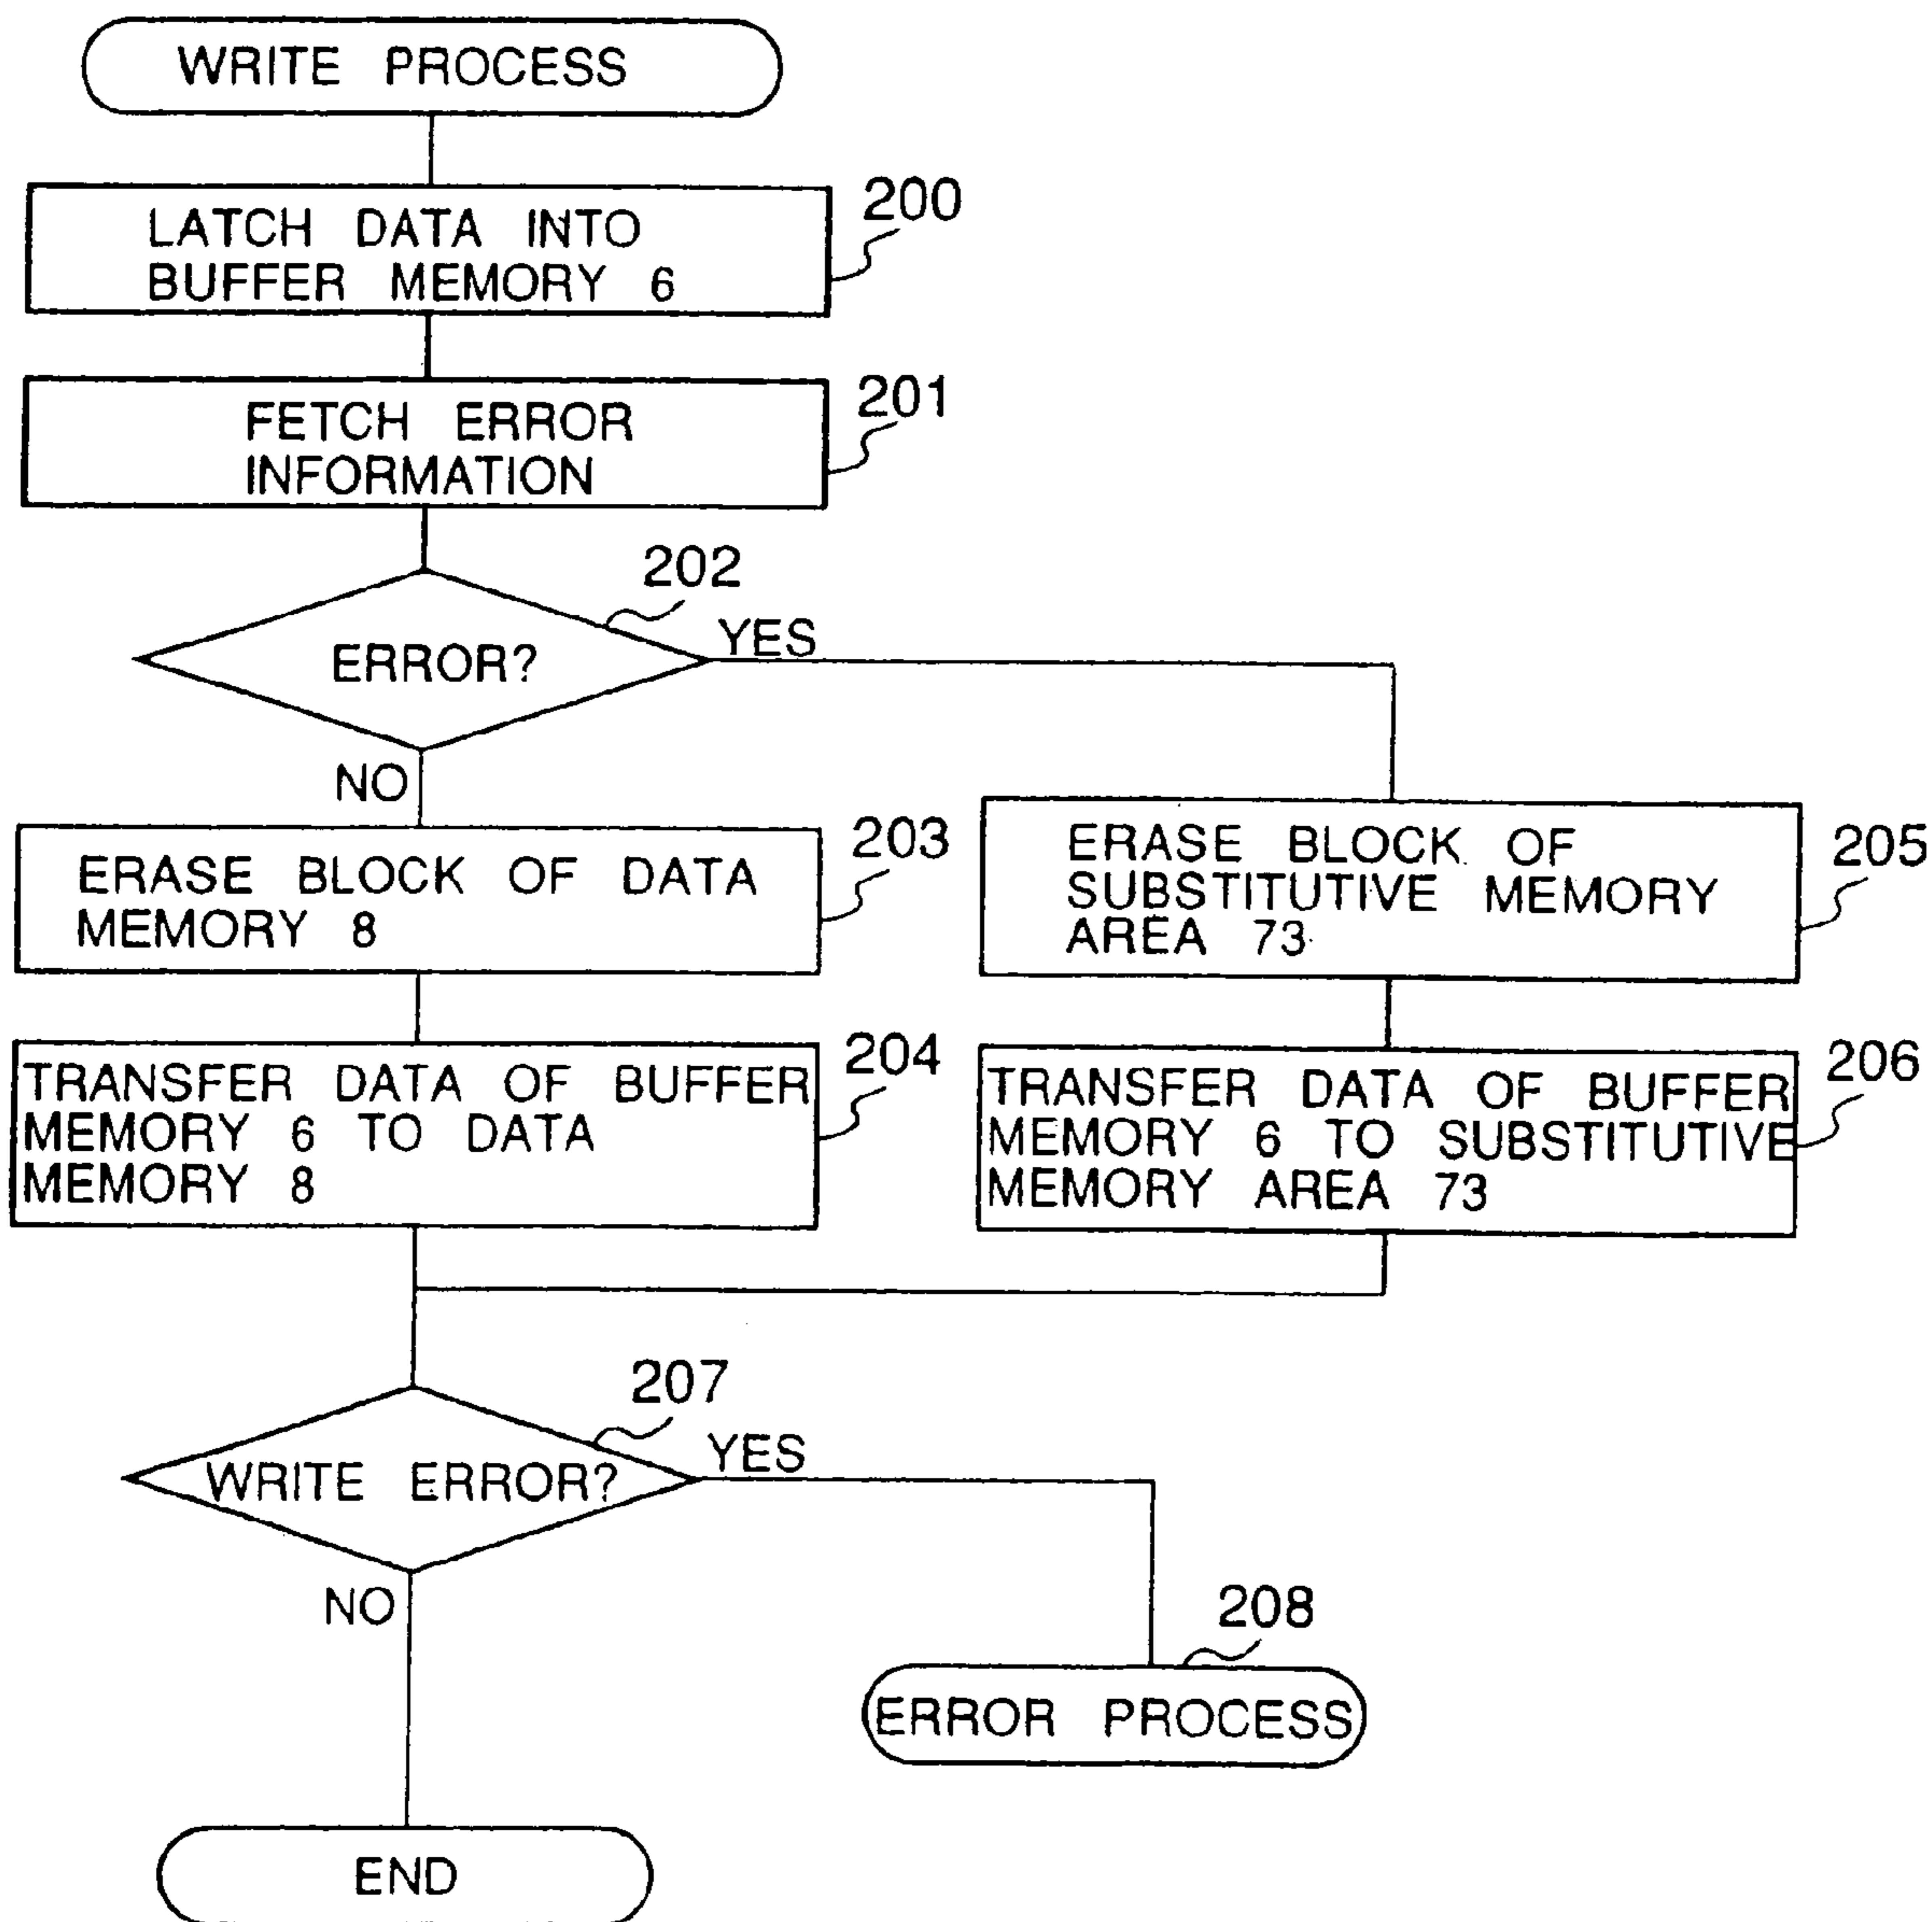 WRITE PROCESS
LATCH DATA INTO
BUFFER MEMORY 6
200
FETCH ERROR
INFORMATION
201
202
ERROR?
YES
NO
ERASE BLOCK OF DATA
MEMORY 8
203
ERASE BLOCK OF
SUBSTITUTIVE MEMORY
AREA 73
205
TRANSFER DATA OF BUFFER
MEMORY 6 TO DATA
MEMORY 8
204
TRANSFER DATA OF BUFFER
MEMORY 6 TO SUBSTITUTIVE
MEMORY AREA 73
206
207
WRITE ERROR?
YES
NO
208
ERROR PROCESS
END